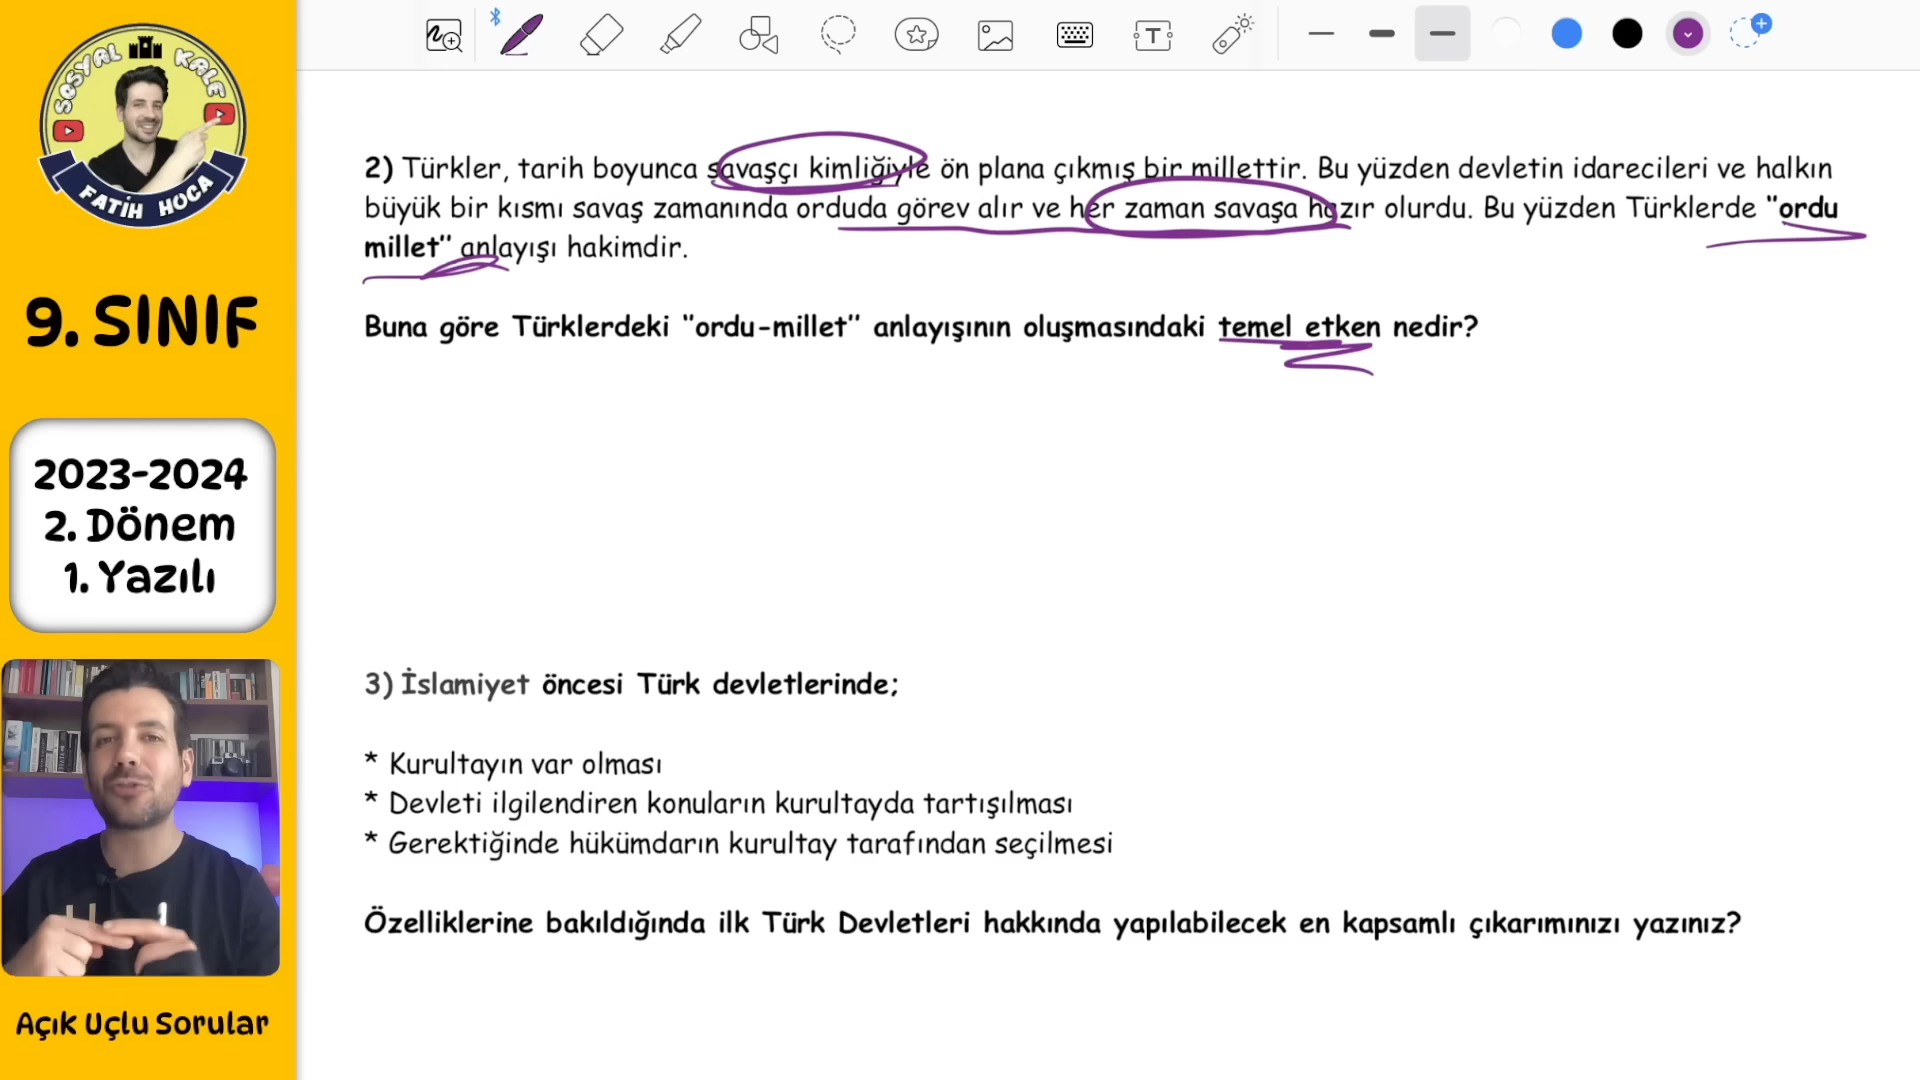 SOSYAL KALE
FATİH HOCA
9. SINIF
2023-2024
2. Dönem
1. Yazılı
Açık Uçlu Sorular
T
2) Türkler, tarih boyunca savaşçı kimliğiyle ön plana çıkmış bir millettir. Bu yüzden devletin idarecileri ve halkın
büyük bir kısmı savaş zamanında orduda görev alır ve her zaman savaşa hazır olurdu. Bu yüzden Türklerde "ordu
millet" anlayışı hakimdir.
Buna göre Türklerdeki "ordu-millet" anlayışının oluşmasındaki temel etken nedir?
3) İslamiyet öncesi Türk devletlerinde;
* Kurultayın var olması
* Devleti ilgilendiren konuların kurultayda tartışılması
* Gerektiğinde hükümdarın kurultay tarafından seçilmesi
Özelliklerine bakıldığında ilk Türk Devletleri hakkında yapılabilecek en kapsamlı çıkarımınızı yazınız?